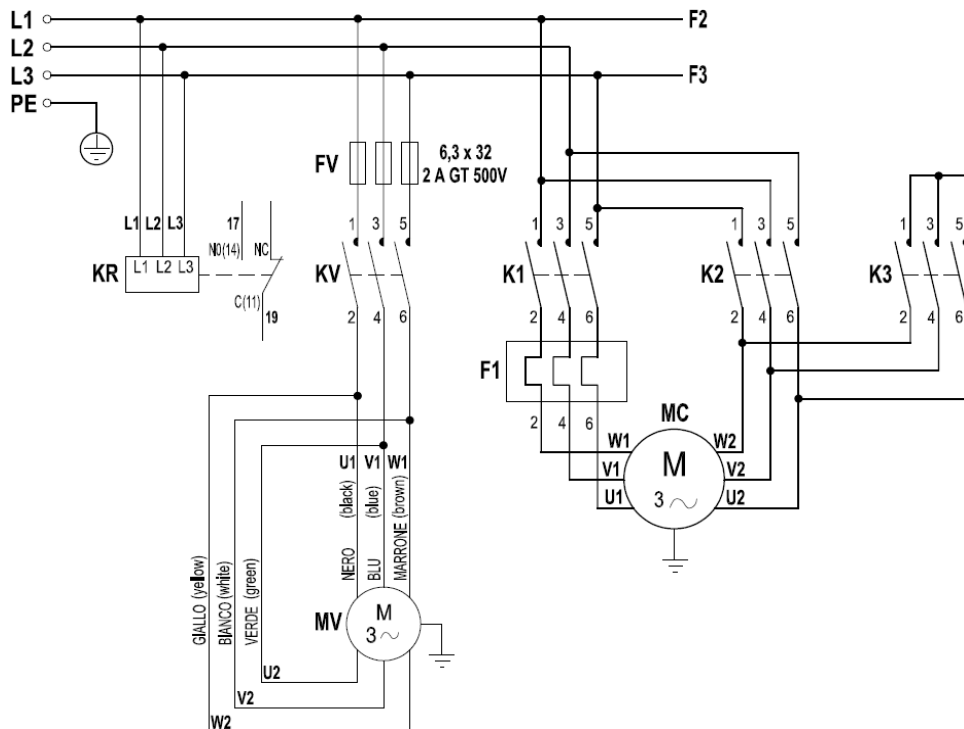 L1 F2
L2
L3 F3
PE
FV 6,3 x 32
2 A GT 500V
L1 L2 L3 17 1 3 5 1 3 5 1 3 5 1 3 5
N0(14) NC
KR L1 L2 L3 KV K1 K2 K3
C(11)
19 2 4 6 2 4 6 2 4 6 2 4 6
F1
2 4 6 MC
W1 W2
V1 M V2
U1 3 U2
U1 V1 W1
GIALLO (yellow)
BIANCO (white)
VERDE (green)
NERO (black)
BLU (blue)
MARRONE (brown)
MV M
3
U2
V2
W2